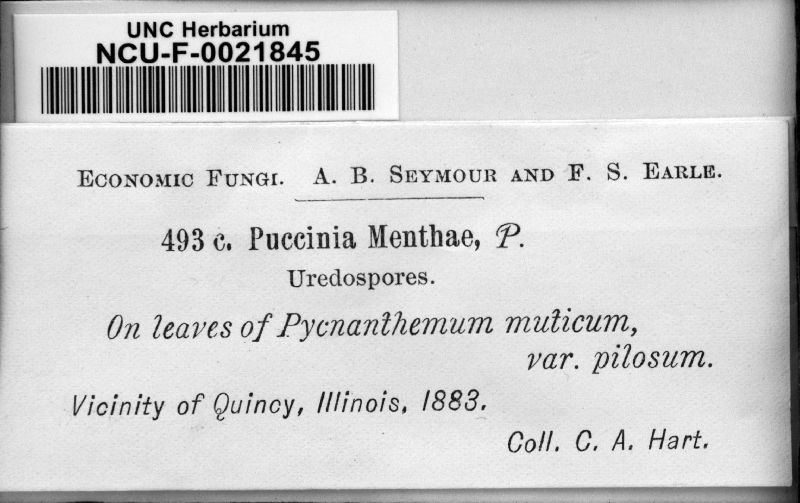 UNC Herbarium
NCU-F-0021845
Economic Fungi. A. B. Seymour and F. S. Earle.
493 c. Puccinia Menthae, P.
Uredospores.
On leaves of Pycnanthemum muticum,
var. pilosum.
Vicinity of Quincy, Illinois, 1883.
Coll. C. A. Hart.